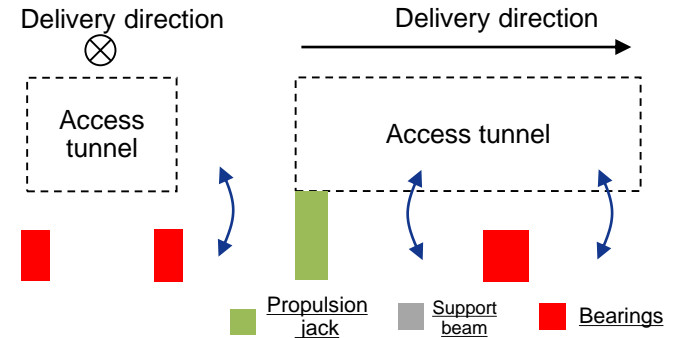 Delivery direction
Delivery direction
Access
tunnel
Access tunnel
Propulsion
jack
Support
beam
Bearings